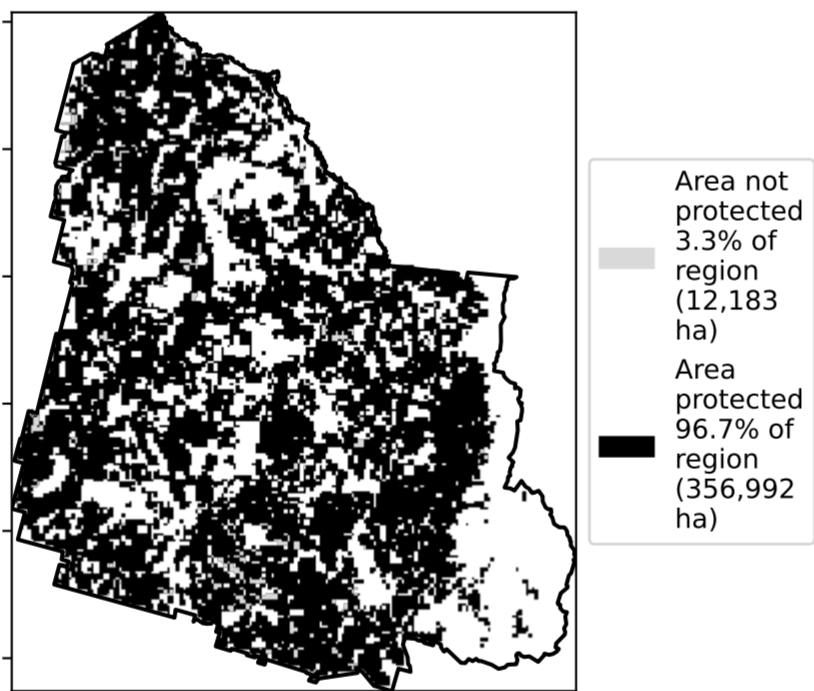 Area not
protected
3.3% of
region
(12,183
ha)
Area
protected
96.7% of
region
(356,992
ha)